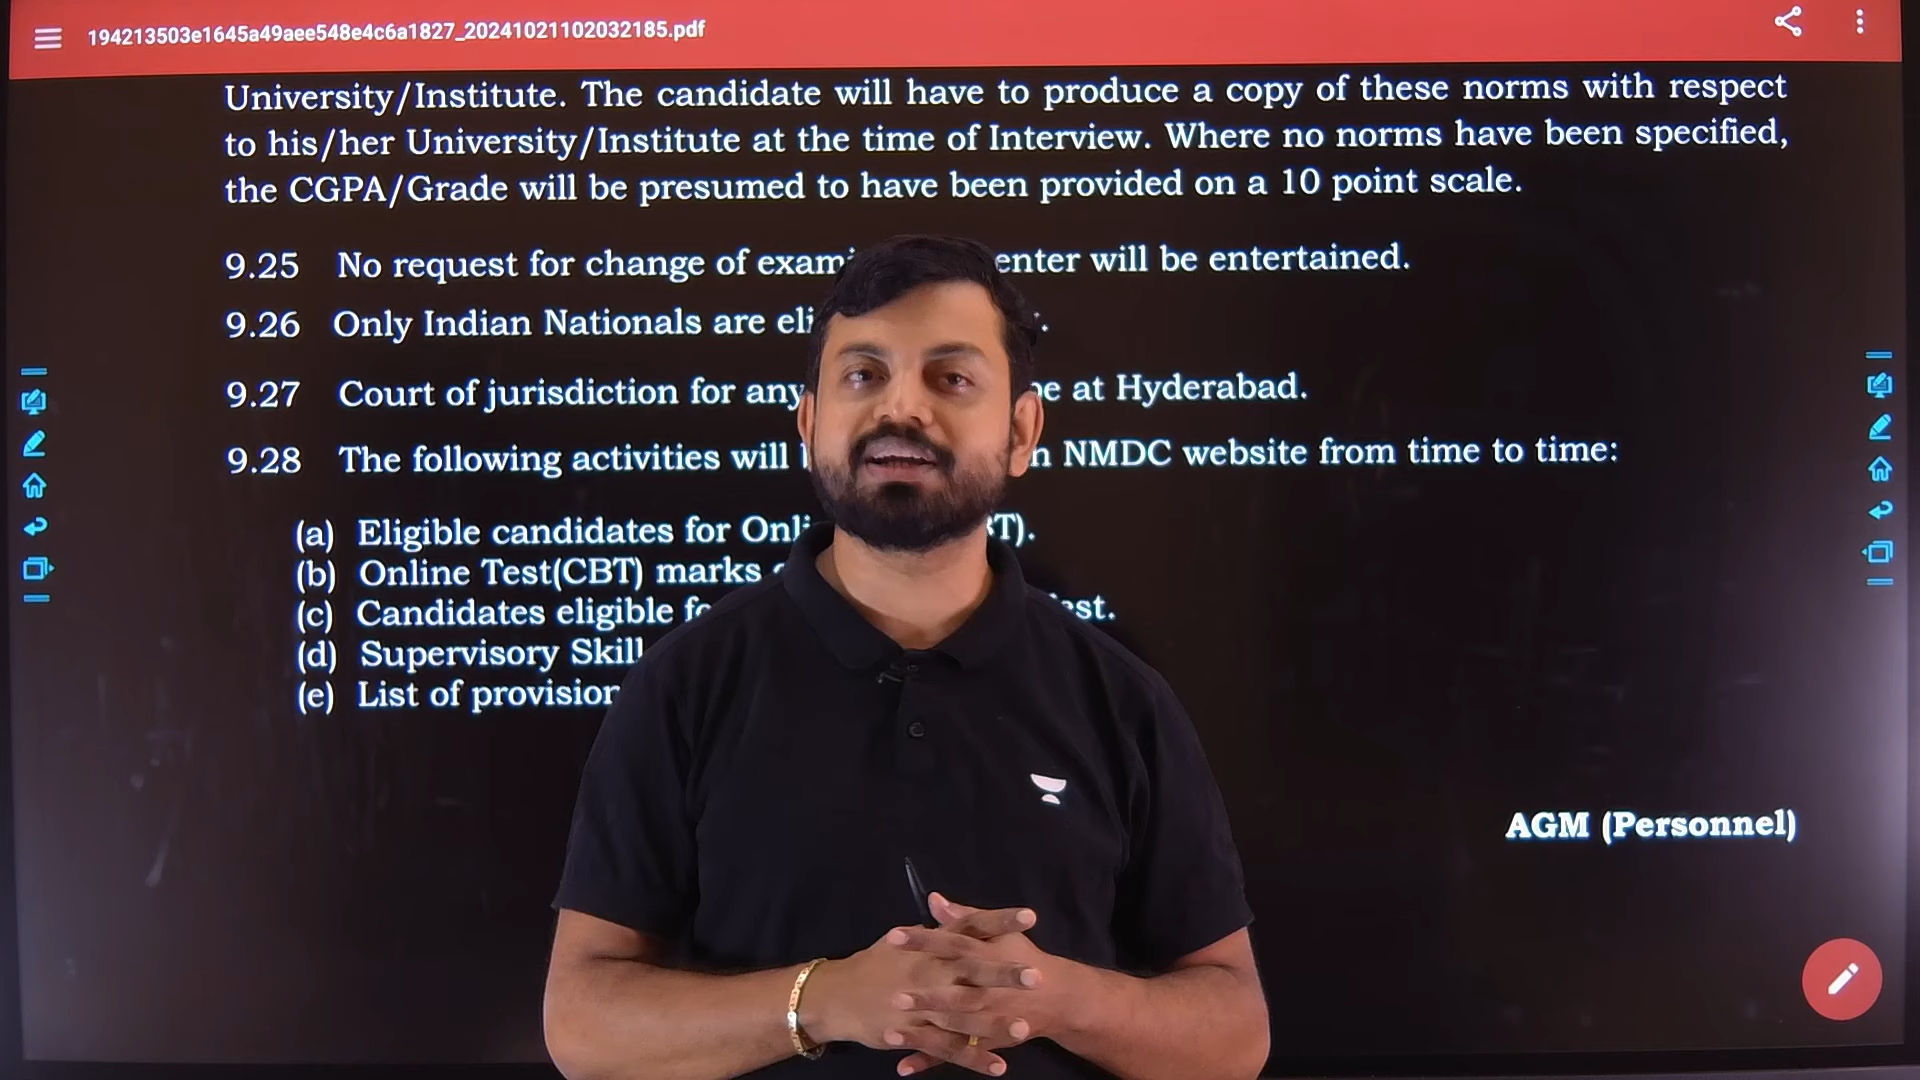 194213503e1645a49aee548e4c6a1827_20241021102032185.pdf
University/Institute. The candidate will have to produce a copy of these norms with respect
to his/her University/Institute at the time of Interview. Where no norms have been specified,
the CGPA/Grade will be presumed to have been provided on a 10 point scale.
9.25 No request for change of enter will be entertained.
9.26 Only Indian Nationals are
9.27 Court of jurisdiction for any at Hyderabad.
9.28 The following activities will NMDC website from time to time:
(a) Eligible candidates for
(b) Online Test(CBT) marks
(c) Candidates eligible
(d) Supervisory Skill
(e) List of
AGM (Personnel)